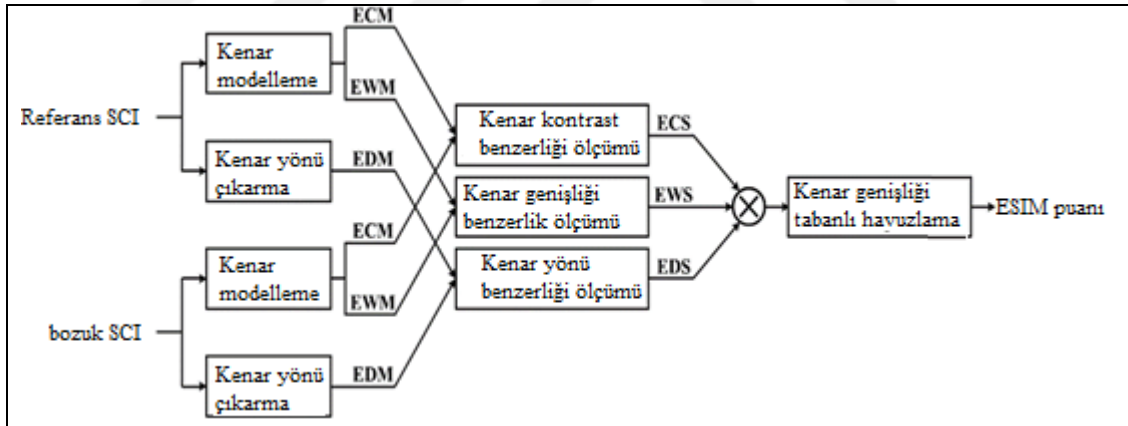 ECM
Kenar
modelleme
EWM
Referans SCI
Kenar kontrast
benzerliği ölçümü
ECS
Kenar yönü
çıkarma
EDM
Kenar genişliği
benzerlik ölçümü
EWS
Kenar genişliği
tabanlı hayuzlama
ESIM puanı
ECM
Kenar
modelleme
EWM
Kenar yönü
benzerliği ölçümü
EDS
bozuk SCI
Kenar yönü
çıkarma
EDM